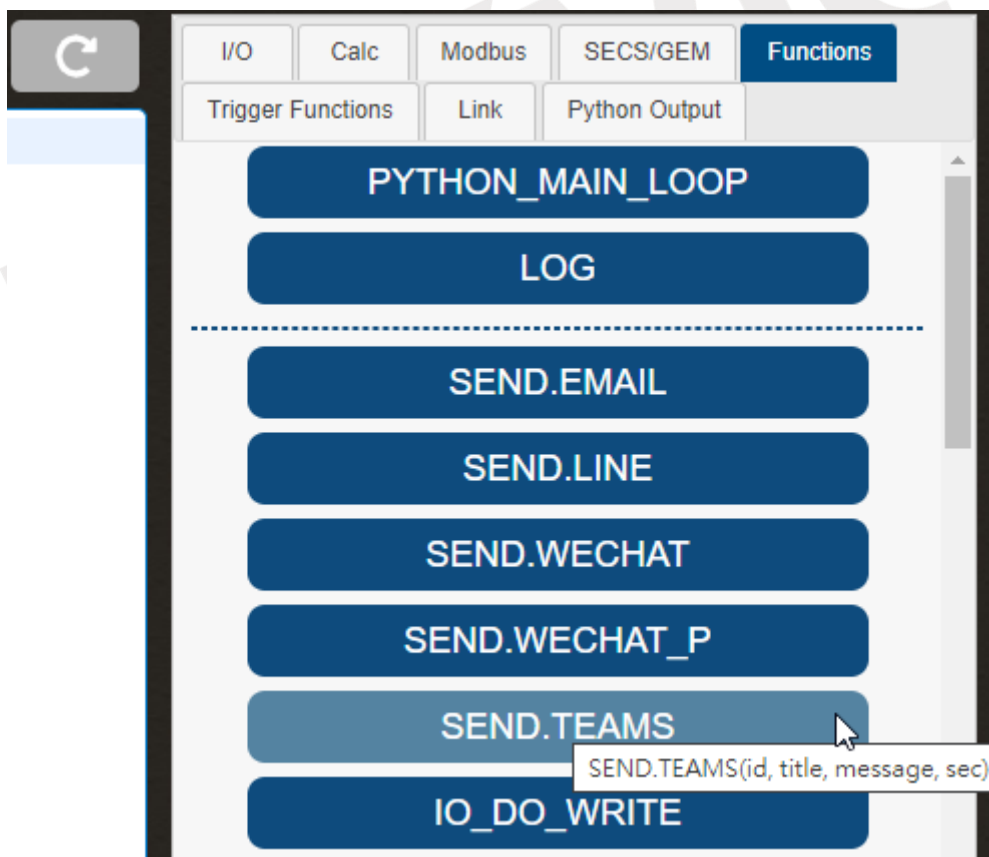 I/O Calc Modbus SECS/GEM Functions
Trigger Functions Link Python Output
PYTHON_MAIN_LOOP
LOG
SEND.EMAIL
SEND.LINE
SEND.WECHAT
SEND.WECHAT_P
SEND.TEAMS
SEND.TEAMS(id, title, message, sec)
IO_DO_WRITE